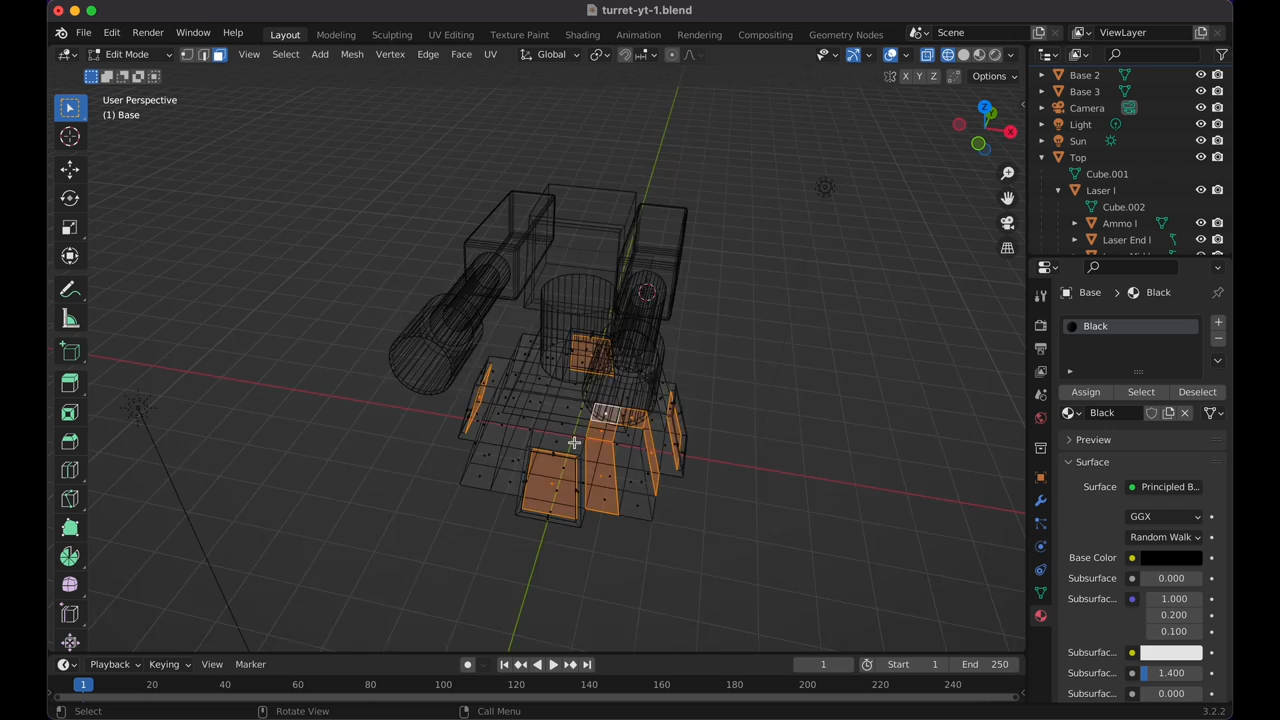 turret-yt-1.blend
File Edit Render Window Help Layout Modeling Sculpting UV Editing Texture Paint Shading Animation Compositing Geometry Nodes Scene ViewLayer
Edit Mode View Select Add Mesh Vertex Edge Face UV Global
X Y Z Options
User Perspective
(1) Base
Z
X
Base 2
Base 3
Camera
Light
Sun
Top
Cube.001
Laser l
Cube.002
Ammo l
Laser End l
Base Black
Black
Assign Select Deselect
Black
Preview
Surface
Surface Principled B...
GGX
Random Walk
Base Color
Subsurface 0.000
Subsurfac... 1.000
0.200
0.100
Subsurfac...
Subsurfac... 1.400
Subsurfac... 0.000
Playback Keying View Marker 1 Start 1 End 250
1 20 40 60 80 100 120 140 160 180 200 220 240
Select Rotate View Call Menu 3.2.2